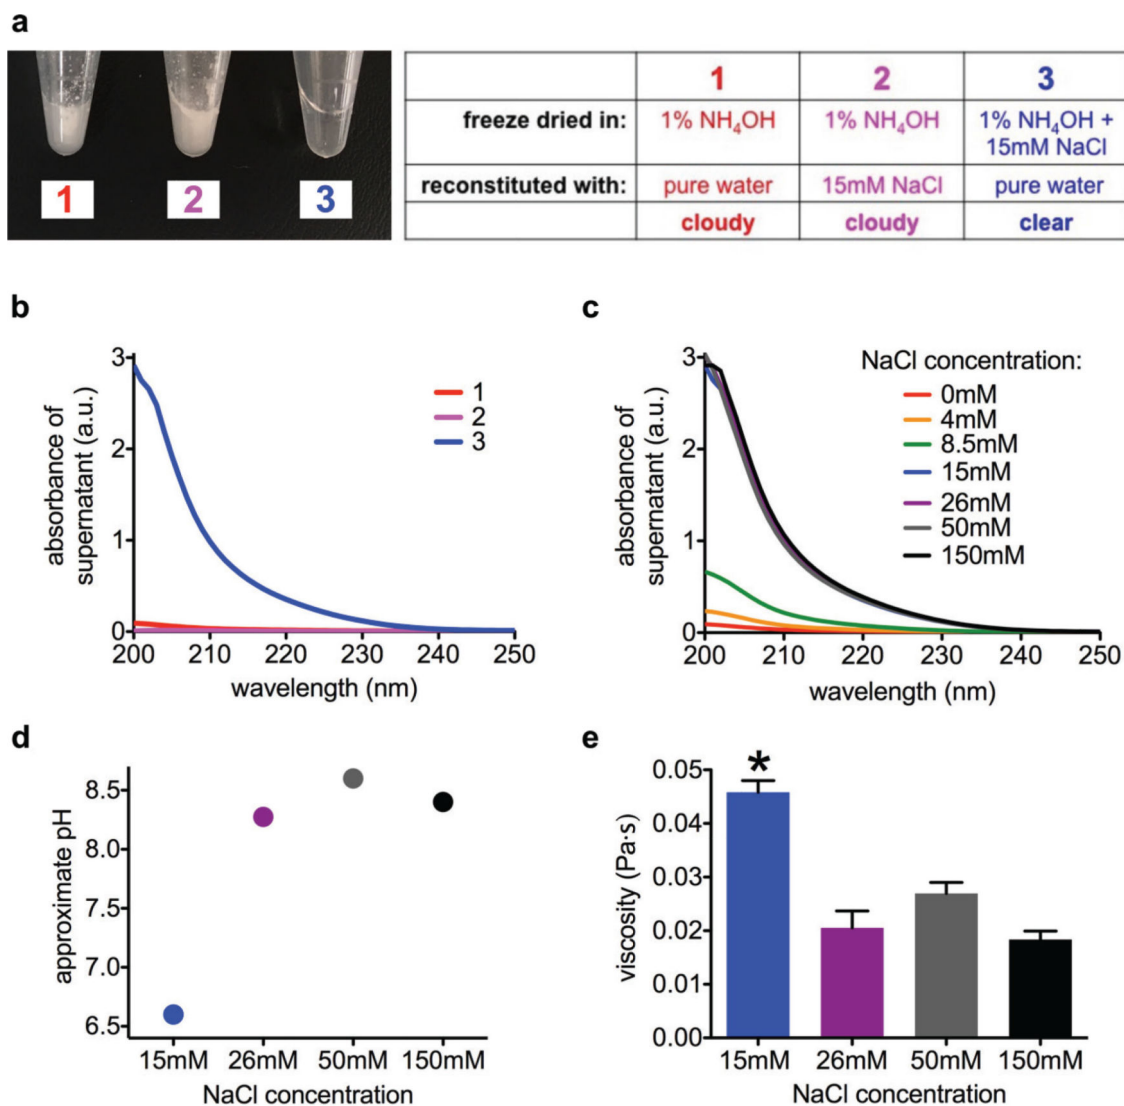 a
1 2 3
1 2 3
freeze dried in: 1% NH₄OH 1% NH₄OH 1% NH₄OH +
15mM NaCl
reconstituted with: pure water 15mM NaCl pure water
cloudy cloudy clear
b
absorbance of
supernatant (a.u.)
3
2
1
0
200 210 220 230 240 250
wavelength (nm)
1
2
3
c
absorbance of
supernatant (a.u.)
3
2
1
0
200 210 220 230 240 250
wavelength (nm)
NaCl concentration:
0mM
4mM
8.5mM
15mM
26mM
50mM
150mM
d
approximate pH
8.5
8.0
7.5
7.0
6.5
15mM 26mM 50mM 150mM
NaCl concentration
e
viscosity (Pa·s)
0.05
0.04
0.03
0.02
0.01
0.00
*
15mM 26mM 50mM 150mM
NaCl concentration